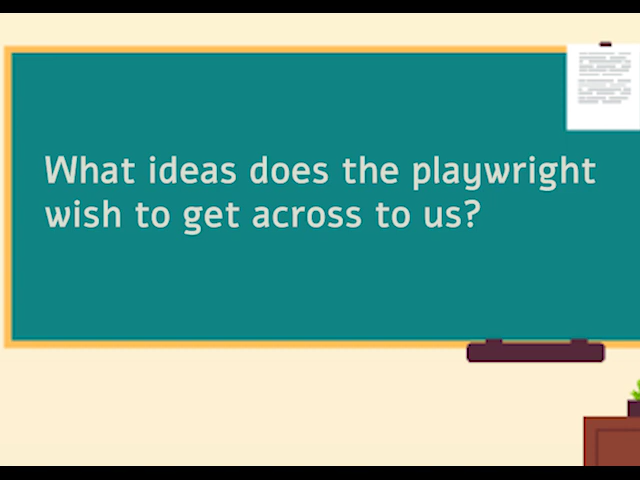 What ideas does the playwright
wish to get across to us?